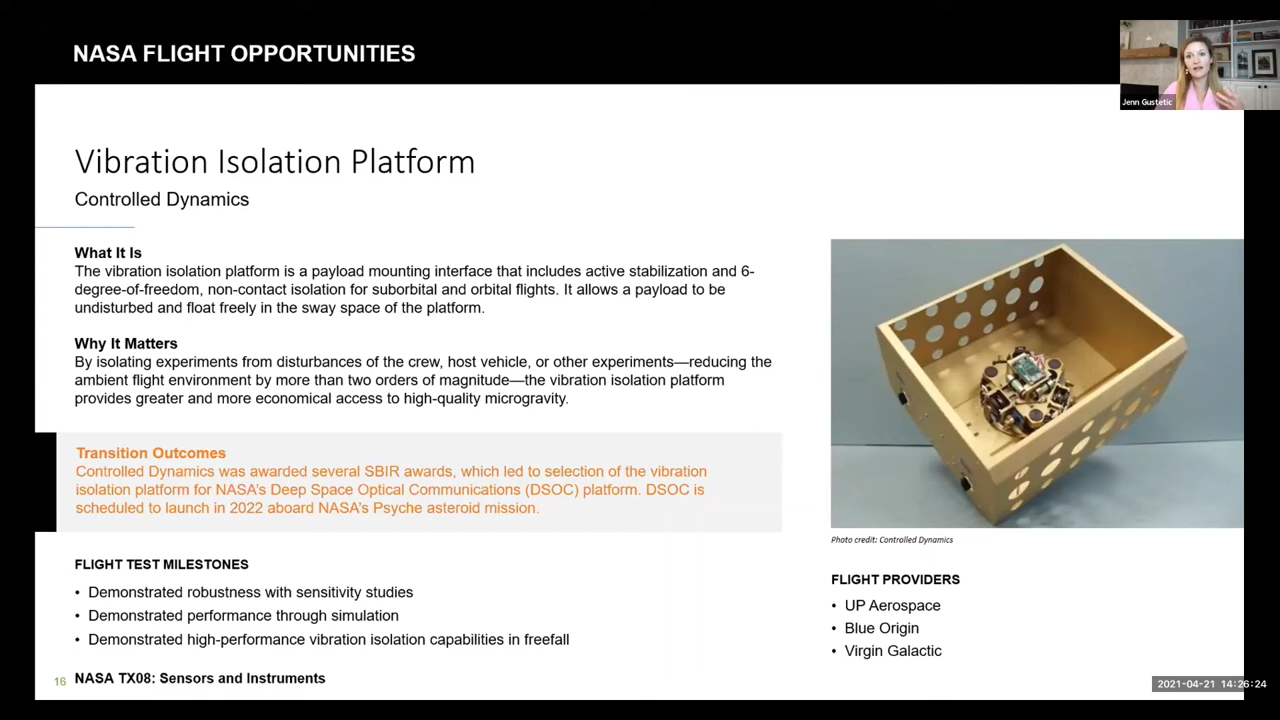 NASA FLIGHT OPPORTUNITIES
Jenn Gustetic
Vibration Isolation Platform
Controlled Dynamics
What It Is
The vibration isolation platform is a payload mounting interface that includes active stabilization and 6-
degree-of-freedom, non-contact isolation for suborbital and orbital flights. It allows a payload to be
undisturbed and float freely in the sway space of the platform.
Why It Matters
By isolating experiments from disturbances of the crew, host vehicle, or other experiments—reducing the
ambient flight environment by more than two orders of magnitude—the vibration isolation platform
provides greater and more economical access to high-quality microgravity.
Transition Outcomes
Controlled Dynamics was awarded several SBIR awards, which led to selection of the vibration
isolation platform for NASA's Deep Space Optical Communications (DSOC) platform. DSOC is
scheduled to launch in 2022 aboard NASA's Psyche asteroid mission.
FLIGHT TEST MILESTONES
• Demonstrated robustness with sensitivity studies
• Demonstrated performance through simulation
• Demonstrated high-performance vibration isolation capabilities in freefall
16 NASA TX08: Sensors and Instruments
Photo credit: Controlled Dynamics
FLIGHT PROVIDERS
• UP Aerospace
• Blue Origin
• Virgin Galactic
2021-04-21 14:26:24